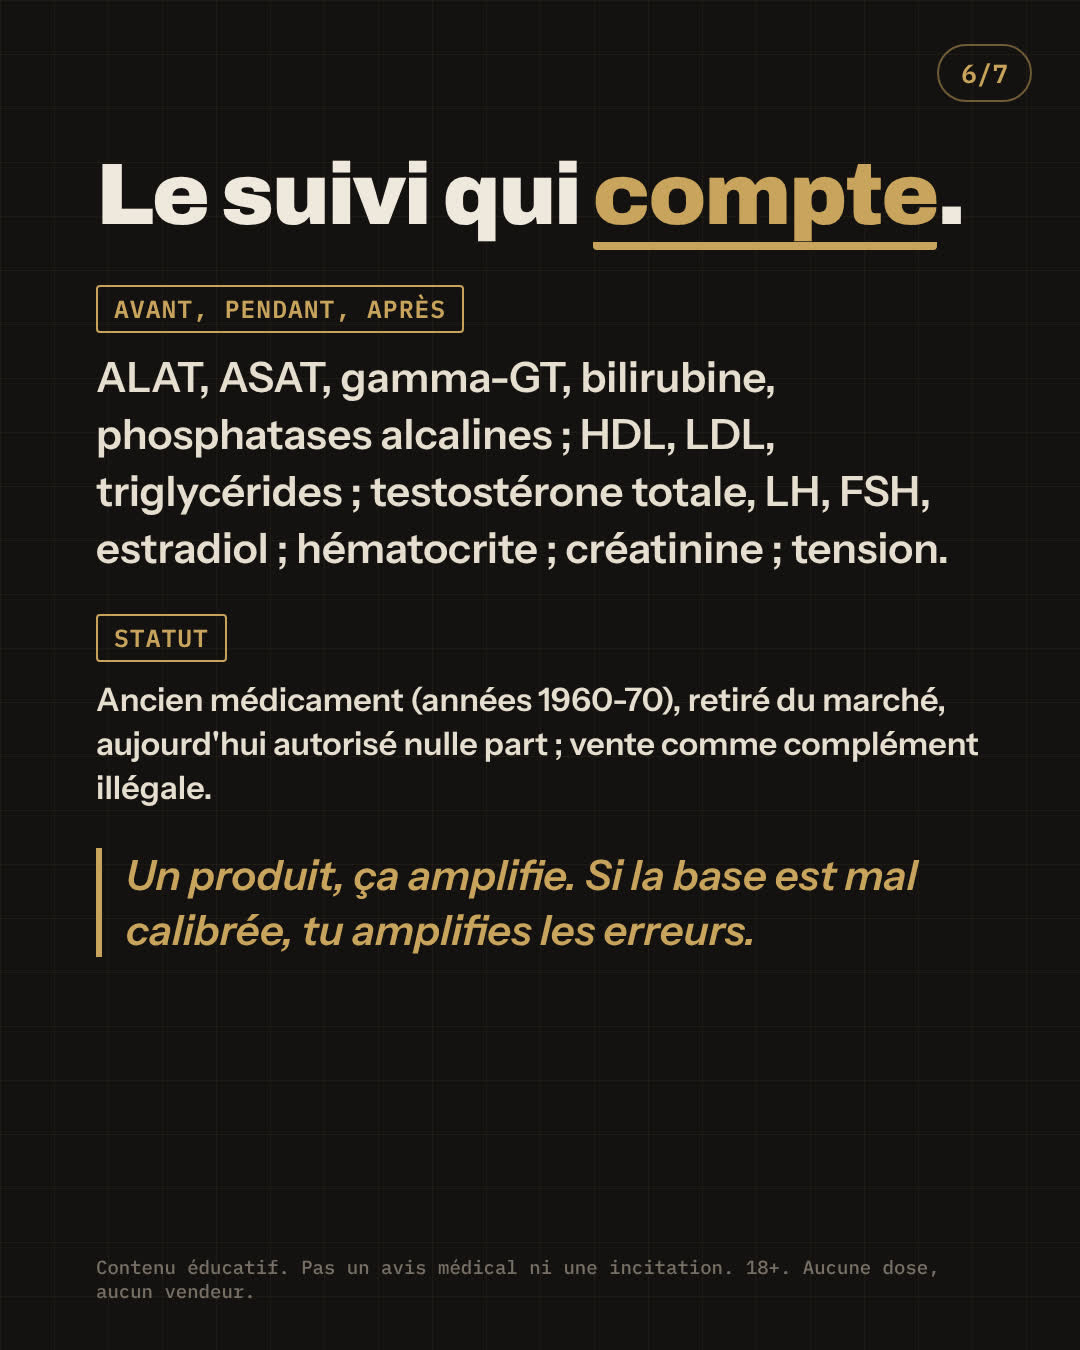 6/7
Le suivi qui compte.
AVANT, PENDANT, APRÈS
ALAT, ASAT, gamma-GT, bilirubine,
phosphatases alcalines ; HDL, LDL,
triglycérides ; testostérone totale, LH, FSH,
estradiol ; hématocrite ; créatinine ; tension.
STATUT
Ancien médicament (années 1960-70), retiré du marché,
aujourd'hui autorisé nulle part ; vente comme complément
illégale.
Un produit, ça amplifie. Si la base est mal
calibrée, tu amplifies les erreurs.
Contenu éducatif. Pas un avis médical ni une incitation. 18+. Aucune dose,
aucun vendeur.